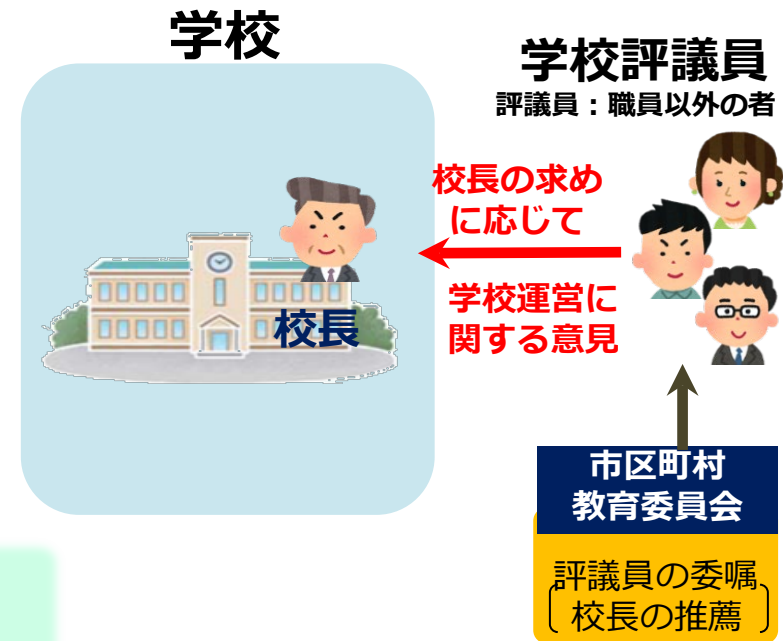 学校
学校評議員
評議員：職員以外の者
校長の求め
に応じて
学校運営に
関する意見
校長
市区町村
教育委員会
評議員の委嘱
校長の推薦